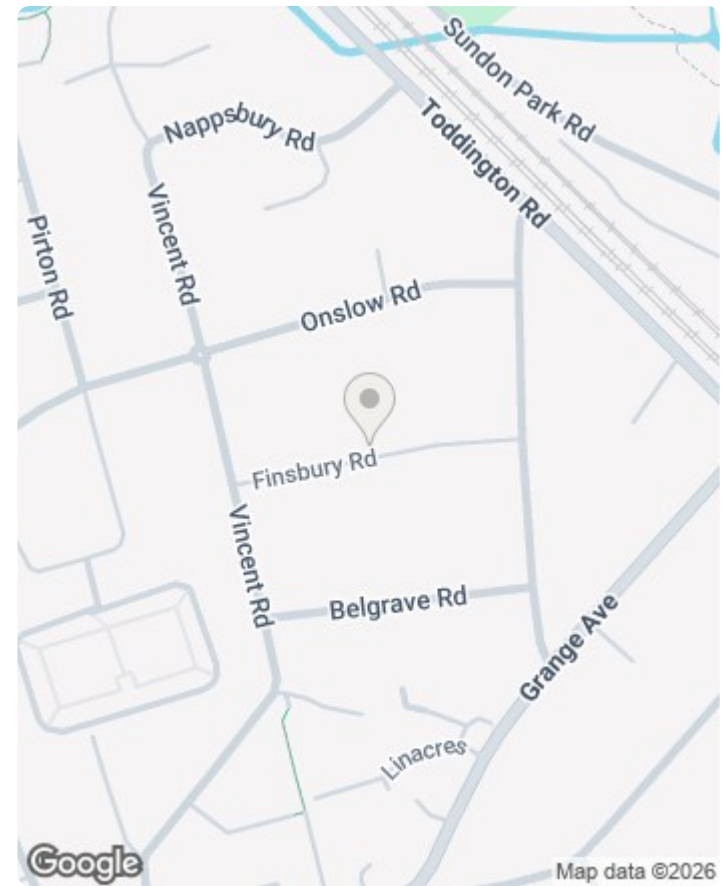 Sundon Park Rd
Toddington Rd
Nappsbury Rd
Vincent Rd
Pirton Rd
Onslow Rd
Finsbury Rd
Vincent Rd
Belgrave Rd
Grange Ave
Linacres
Google
Map data ©2026